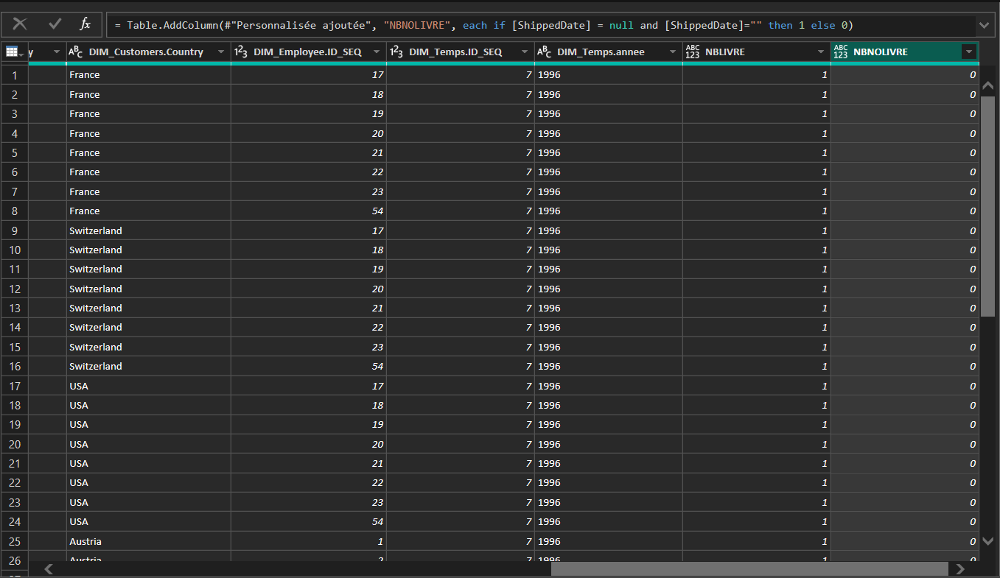 fx = Table.AddColumn(#"Personnalisée ajoutée", "NBNOLIVRE", each if [ShippedDate] = null and [ShippedDate]="" then 1 else 0)
y ABC DIM_Customers.Country 123 DIM_Employee.ID_SEQ 123 DIM_Temps.ID_SEQ ABC DIM_Temps.annee ABC 123 NBLIVRE ABC 123 NBNOLIVRE
1 France 17 7 1996 1 0
2 France 18 7 1996 1 0
3 France 19 7 1996 1 0
4 France 20 7 1996 1 0
5 France 21 7 1996 1 0
6 France 22 7 1996 1 0
7 France 23 7 1996 1 0
8 France 54 7 1996 1 0
9 Switzerland 17 7 1996 1 0
10 Switzerland 18 7 1996 1 0
11 Switzerland 19 7 1996 1 0
12 Switzerland 20 7 1996 1 0
13 Switzerland 21 7 1996 1 0
14 Switzerland 22 7 1996 1 0
15 Switzerland 23 7 1996 1 0
16 Switzerland 54 7 1996 1 0
17 USA 17 7 1996 1 0
18 USA 18 7 1996 1 0
19 USA 19 7 1996 1 0
20 USA 20 7 1996 1 0
21 USA 21 7 1996 1 0
22 USA 22 7 1996 1 0
23 USA 23 7 1996 1 0
24 USA 54 7 1996 1 0
25 Austria 1 7 1996 1 0
26 Austria 2 7 1996 1 0